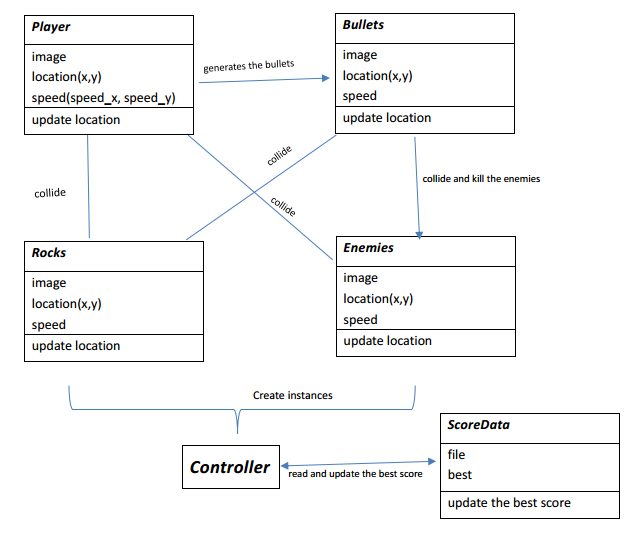 Player
image
location(x,y)
speed(speed_x, speed_y)
update location
generates the bullets
Bullets
image
location(x,y)
speed
update location
collide
collide
collide
collide and kill the enemies
Rocks
image
location(x,y)
speed
update location
Enemies
image
location(x,y)
speed
update location
Create instances
Controller
read and update the best score
ScoreData
file
best
update the best score